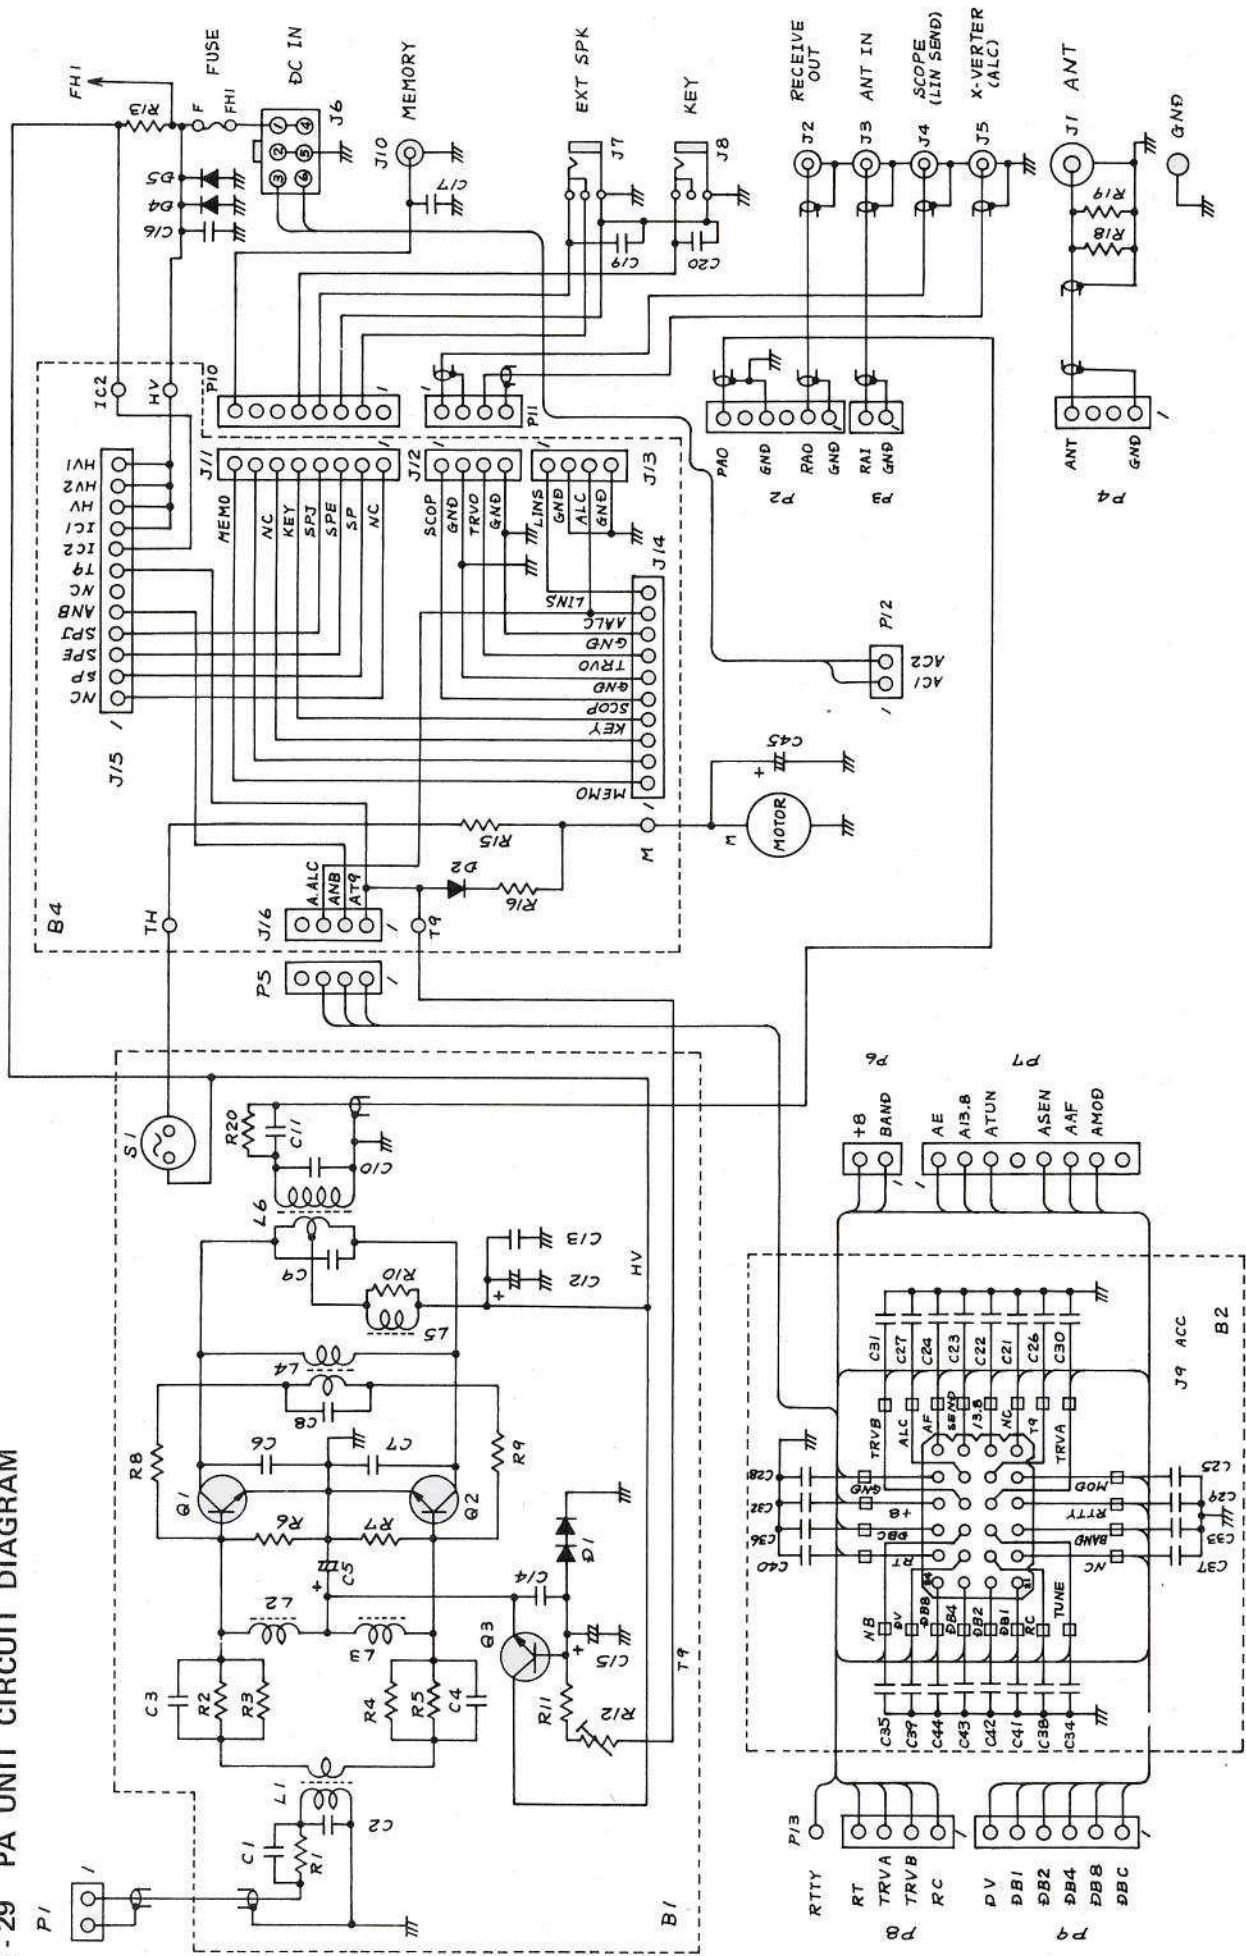 - 29 PA UNIT CIRCUIT DIAGRAM
FH1
R13
F
FH1
FUSE
DC IN
J6
1
4
2
5
3
6
D5
D4
C16
J10
MEMORY
C17
EXT SPK
J7
C19
KEY
J8
C20
RECEIVE
OUT
J2
ANT IN
J3
SCOPE
(LIN SEND)
J4
X-VERTER
(ALC)
J5
ANT
J1
R19
R18
GND
B4
IC2
HV
P10
P11
J15
HV1
HV2
HV
IC1
IC2
T9
NC
ANB
SPJ
SPE
SP
NC
J11
MEMO
NC
KEY
SPJ
SPE
SP
NC
J12
SCOP
GND
TRVO
GND
J13
LINS
GND
ALC
GND
J14
LINS
AALC
GND
TRVO
GND
SCOP
KEY
MEMO
PAO
GND
RAO
GND
P2
RAI
GND
P3
ANT
GND
P4
P12
AC2
AC1
TH
J16
A.ALC
ANB
AT9
T9
D2
R15
R16
M
M
MOTOR
C45
+
P5
S1
R20
C11
C10
L6
C9
R10
L5
C13
C12
+
HV
L4
C8
R8
R9
C6
C7
Q1
Q2
R6
R7
C5
+
L2
L3
C14
D1
Q3
C15
+
R11
R12
T9
C3
R2
R3
R4
R5
C4
L1
C2
C1
R1
P1
1
B1
P6
+8
BAND
P7
AE
A13.8
ATUN
ASEN
AAF
AMOD
J9 ACC
B2
C31
C27
C24
C23
C22
C21
C26
C30
TRVB
ALC
AF
SEND
13.8
NC
T9
TRVA
C28
C32
C36
C40
GND
+8
DBC
RT
MOD
RTTY
BAND
NC
C25
C29
C33
C37
NB
DV
DB8
DB4
DB2
DB1
RC
TUNE
C35
C39
C44
C43
C42
C41
C38
C34
P13
RTTY
RT
TRVA
TRVB
RC
P8
DV
DB1
DB2
DB4
DB8
DBC
P9